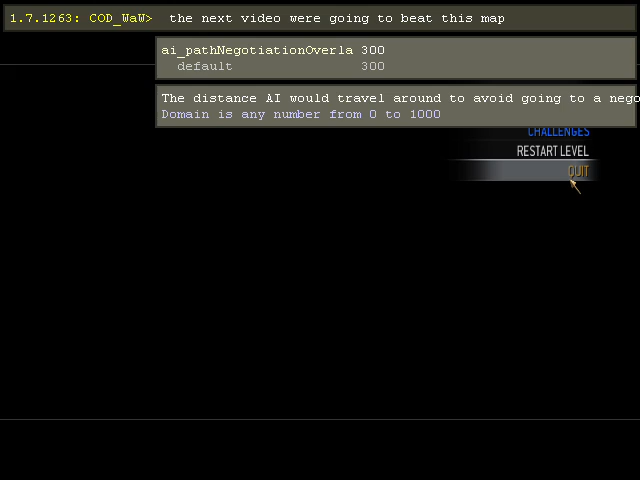 1.7.1263: COD_WaW> the next video were going to beat this map
ai_pathNegotiationOverla 300
default 300
The distance AI would travel around to avoid going to a nego
Domain is any number from 0 to 1000
CHALLENGES
RESTART LEVEL
QUIT